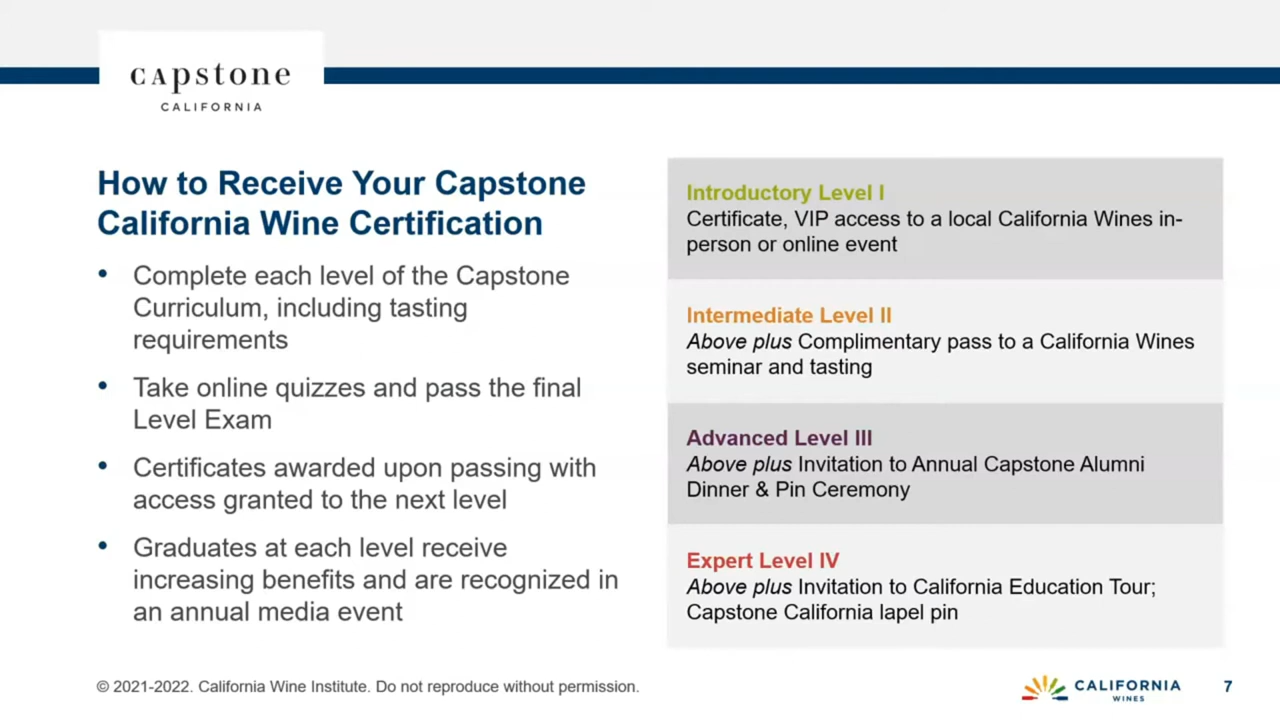 CApstone
CALIFORNIA
How to Receive Your Capstone
California Wine Certification
• Complete each level of the Capstone
Curriculum, including tasting
requirements
• Take online quizzes and pass the final
Level Exam
• Certificates awarded upon passing with
access granted to the next level
• Graduates at each level receive
increasing benefits and are recognized in
an annual media event
Introductory Level I
Certificate, VIP access to a local California Wines in-
person or online event
Intermediate Level II
Above plus Complimentary pass to a California Wines
seminar and tasting
Advanced Level III
Above plus Invitation to Annual Capstone Alumni
Dinner & Pin Ceremony
Expert Level IV
Above plus Invitation to California Education Tour;
Capstone California lapel pin
© 2021-2022. California Wine Institute. Do not reproduce without permission.
CALIFORNIA
WINES
7